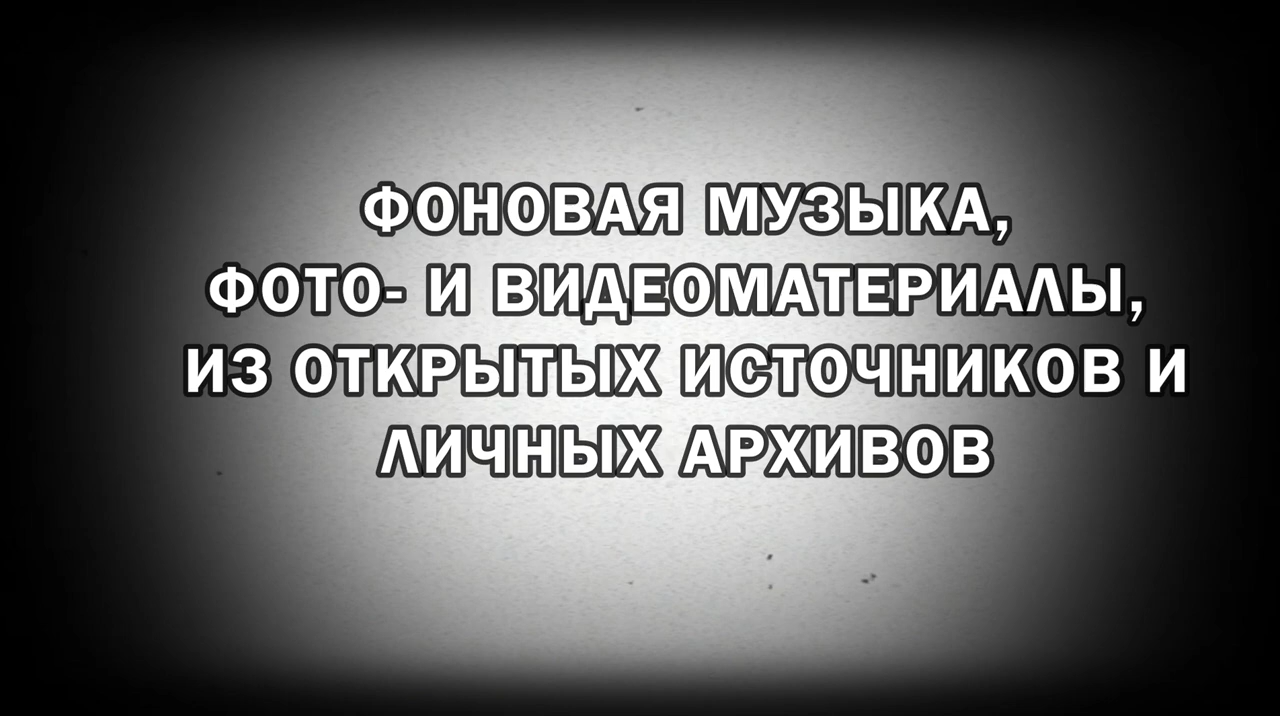 ФОНОВАЯ МУЗЫКА,
ФОТО- И ВИДЕОМАТЕРИАЛЫ,
ИЗ ОТКРЫТЫХ ИСТОЧНИКОВ И
ЛИЧНЫХ АРХИВОВ